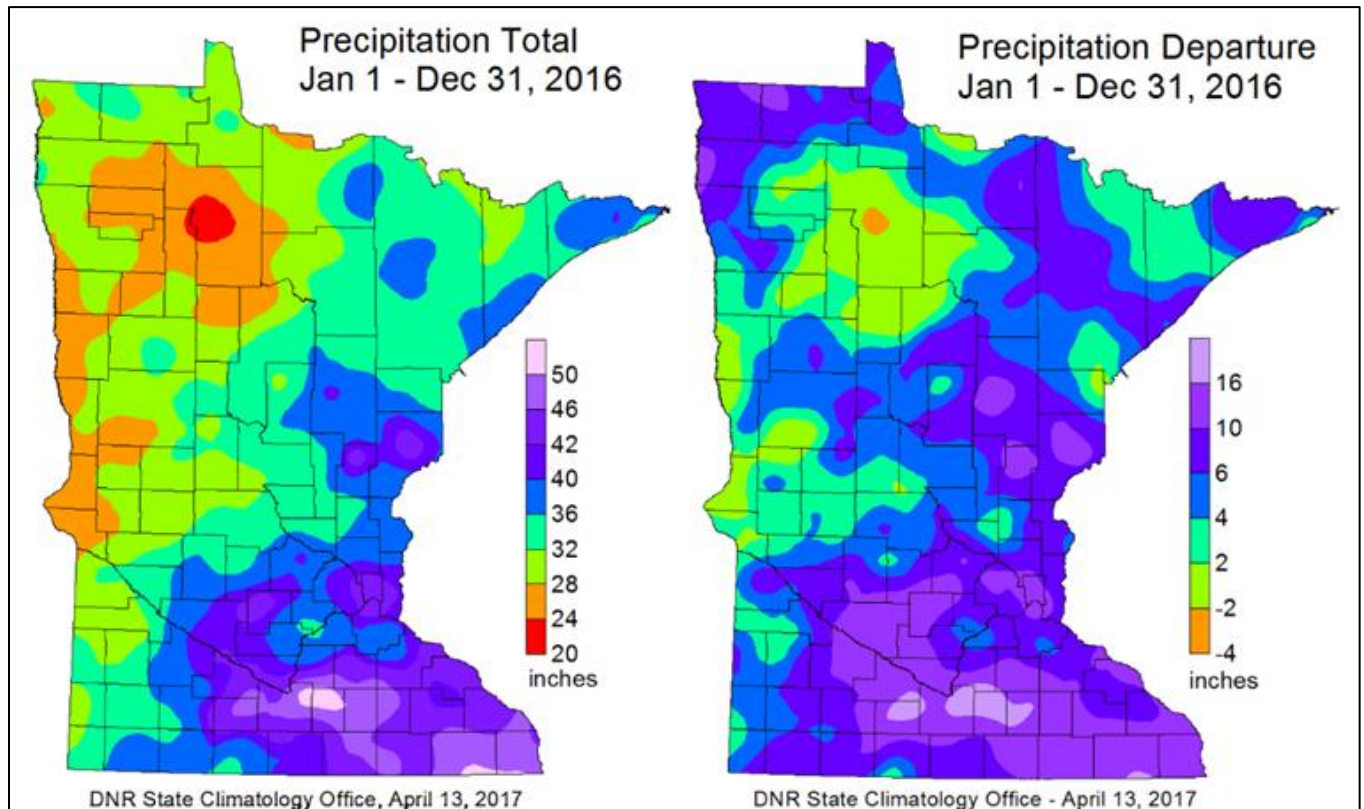 Precipitation Total
Jan 1 - Dec 31, 2016
50
46
42
40
36
32
28
24
20
inches
DNR State Climatology Office, April 13, 2017
Precipitation Departure
Jan 1 - Dec 31, 2016
16
10
6
4
2
-2
-4
inches
DNR State Climatology Office - April 13, 2017